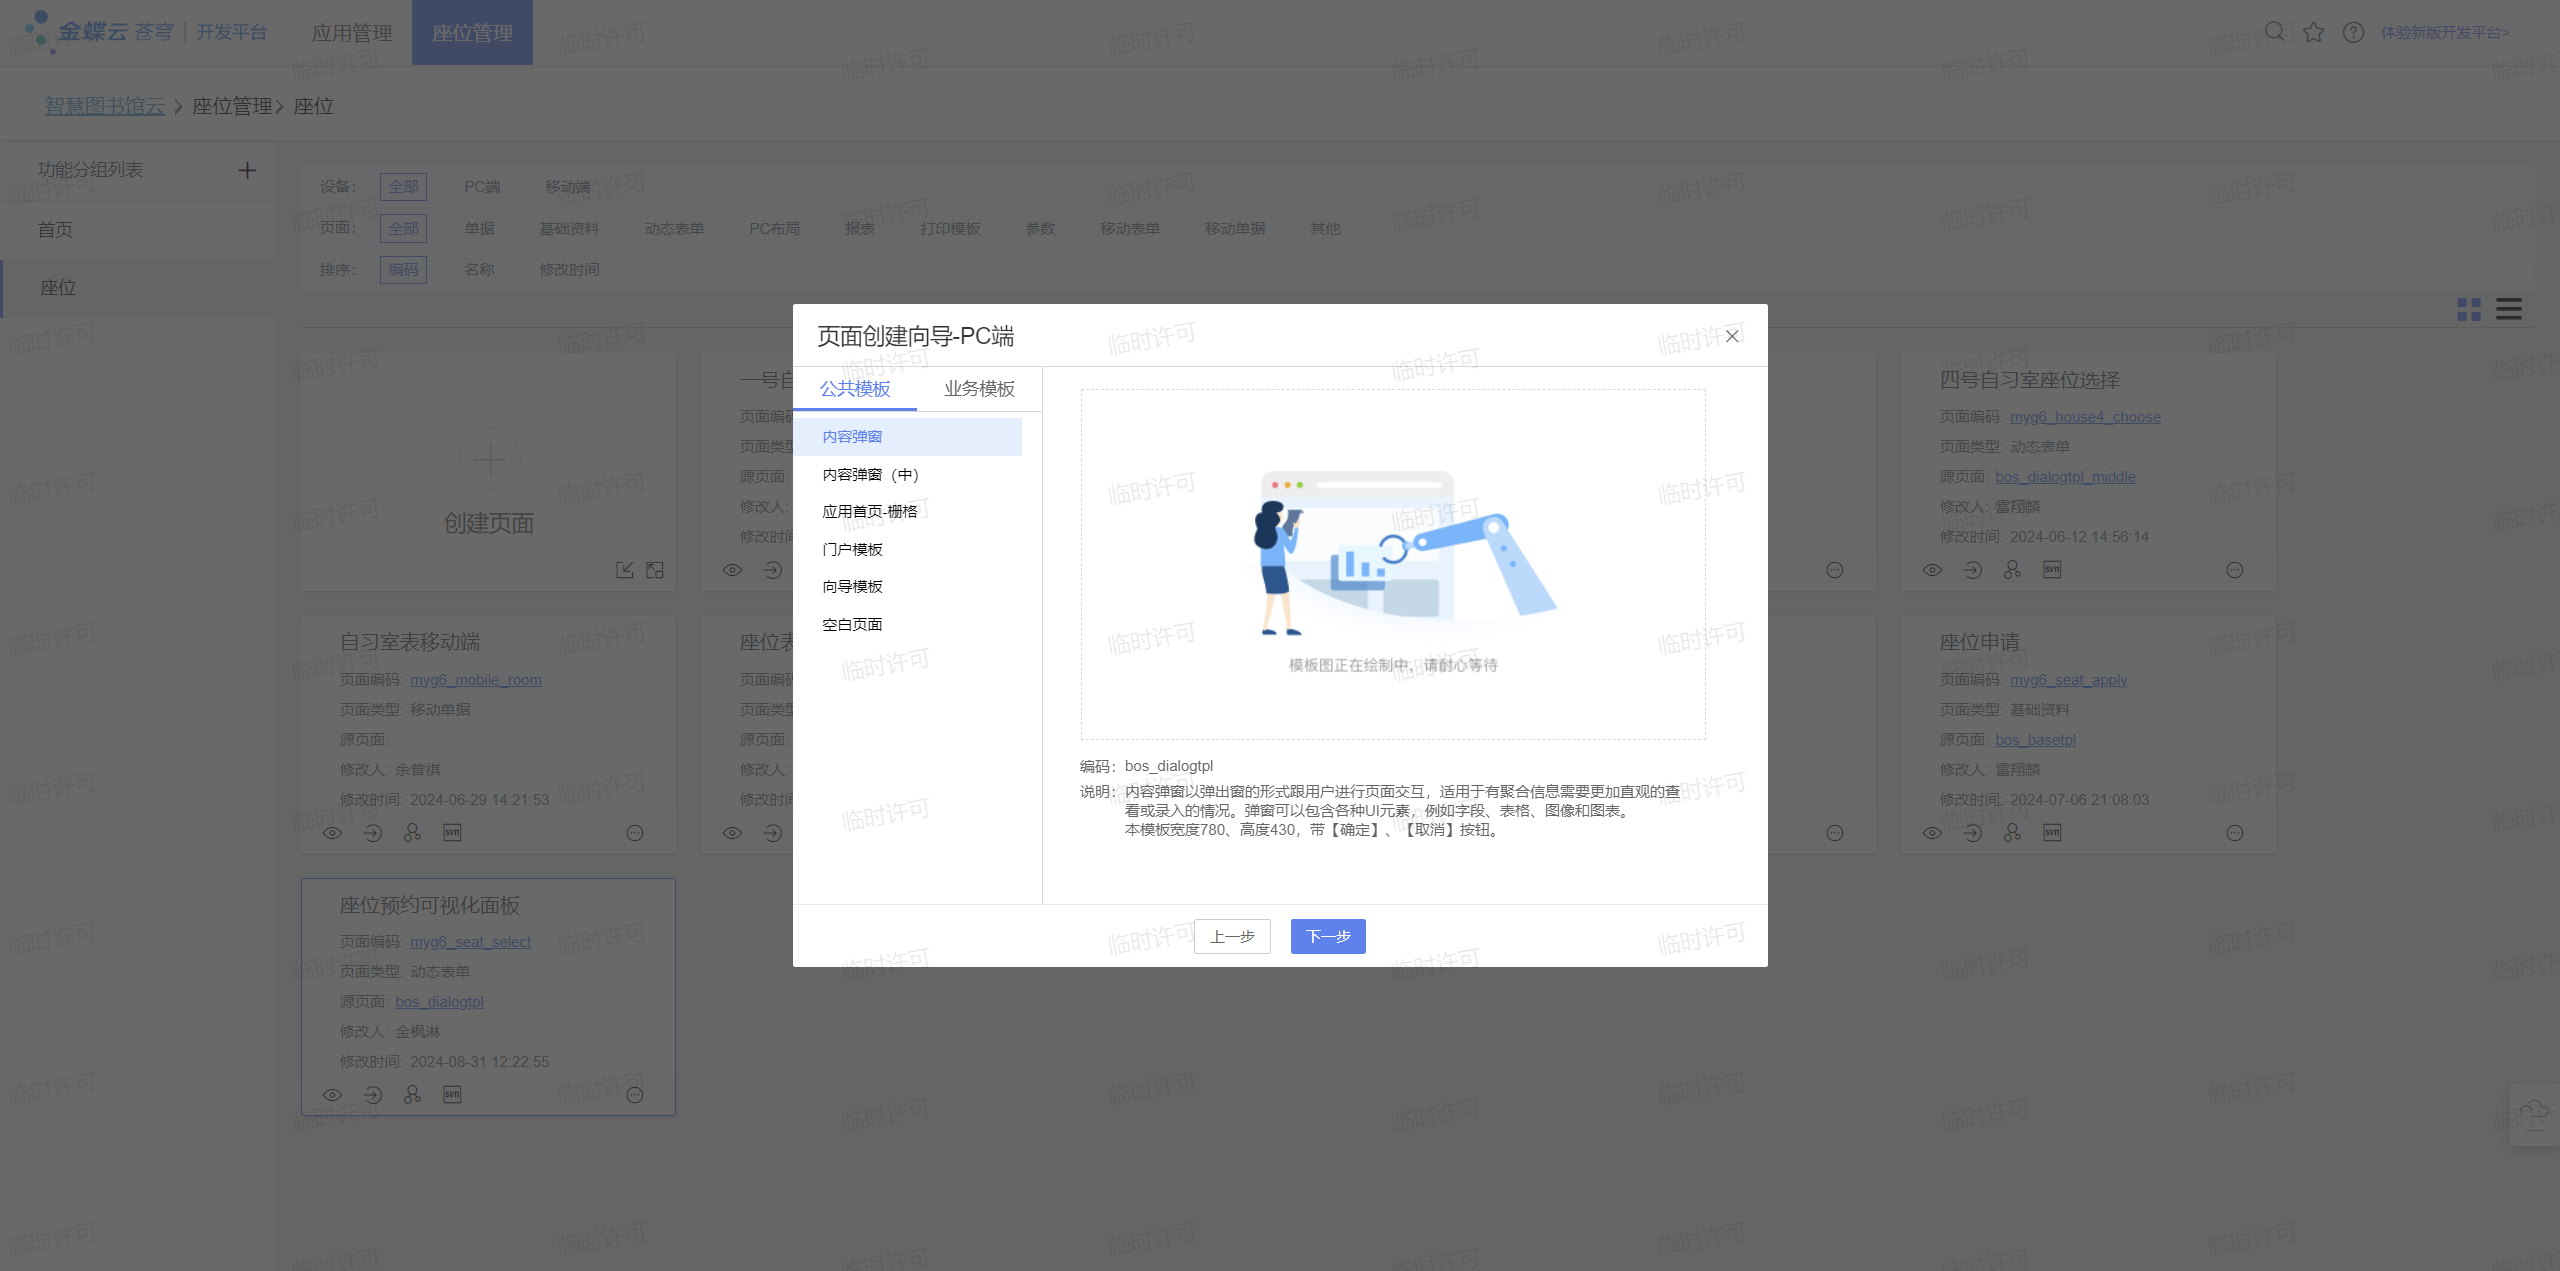 金蝶云 苍穹 | 开发平台
应用管理
座位管理
体验新版开发平台>
智慧图书馆云 > 座位管理> 座位
功能分组列表
首页
座位
设备: 全部 PC端 移动端
页面: 全部 单据 基础资料 动态表单 PC布局 报表 打印模板 参数 移动表单 移动单据 其他
排序: 编码 名称 修改时间
创建页面
一号自
页面编码
页面类型
源页面:
修改人:
修改时间
四号自习室座位选择
页面编码: myg6_house4_choose
页面类型: 动态表单
源页面: bos_dialogtpl_middle
修改人: 雷翔麟
修改时间: 2024-06-12 14:56:14
svn
自习室表移动端
页面编码: myg6_mobile_room
页面类型: 移动单据
源页面:
修改人: 余曾祺
修改时间: 2024-06-29 14:21:53
svn
座位表
页面编码
页面类型
源页面:
修改人:
修改时间
座位申请
页面编码: myg6_seat_apply
页面类型: 基础资料
源页面: bos_basetpl
修改人: 雷翔麟
修改时间: 2024-07-06 21:08:03
svn
座位预约可视化面板
页面编码: myg6_seat_select
页面类型: 动态表单
源页面: bos_dialogtpl
修改人: 金枫淋
修改时间: 2024-08-31 12:22:55
svn
页面创建向导-PC端
公共模板 业务模板
内容弹窗
内容弹窗（中）
应用首页-栅格
门户模板
向导模板
空白页面
模板图正在绘制中，请耐心等待
编码: bos_dialogtpl
说明: 内容弹窗以弹出窗的形式跟用户进行页面交互，适用于有聚合信息需要更加直观的查
看或录入的情况。弹窗可以包含各种UI元素，例如字段、表格、图像和图表。
本模板宽度780、高度430，带【确定】、【取消】按钮。
上一步 下一步
临时许可